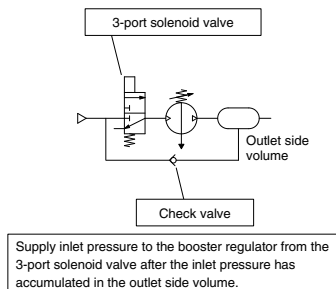 3-port solenoid valve
Outlet side
volume
Check valve
Supply inlet pressure to the booster regulator from the
3-port solenoid valve after the inlet pressure has
accumulated in the outlet side volume.